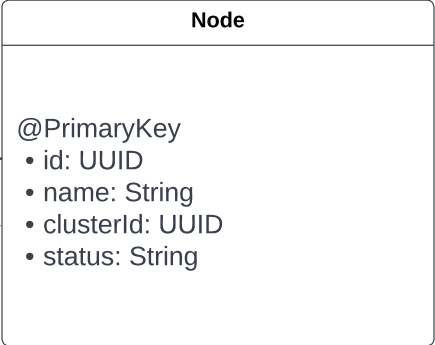 Node
@PrimaryKey
• id: UUID
• name: String
• clusterId: UUID
• status: String